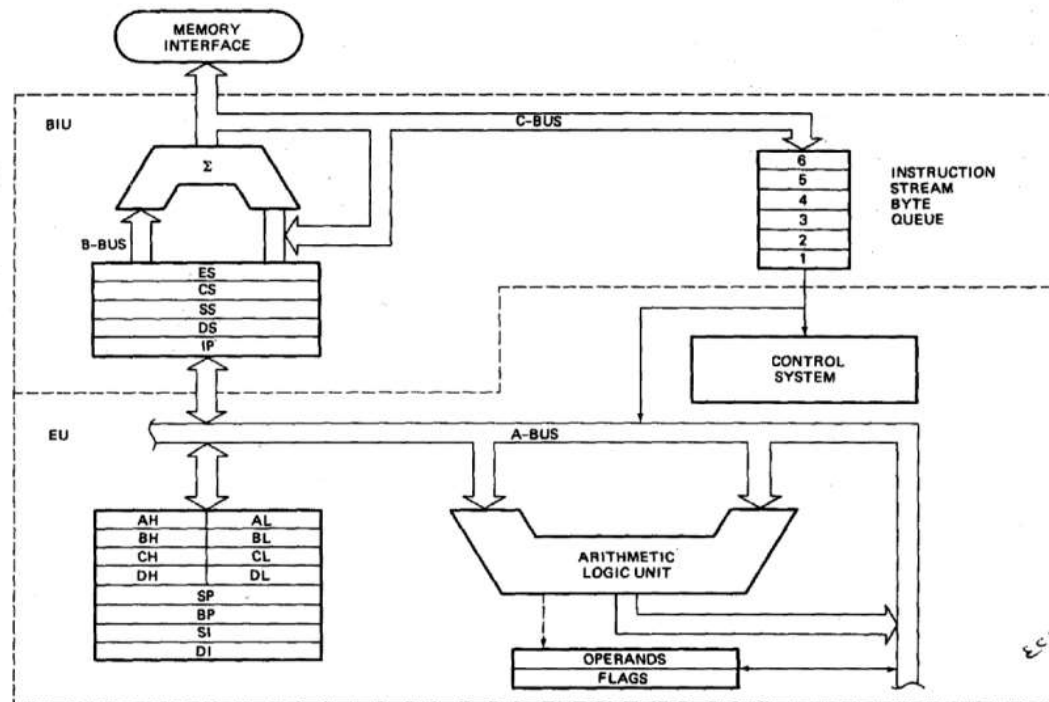 MEMORY
INTERFACE
BIU
C-BUS
Σ
B-BUS
6
5
4
3
2
1
INSTRUCTION
STREAM
BYTE
QUEUE
ES
CS
SS
DS
IP
CONTROL
SYSTEM
EU
A-BUS
AH AL
BH BL
CH CL
DH DL
SP
BP
SI
DI
ARITHMETIC
LOGIC UNIT
OPERANDS
FLAGS